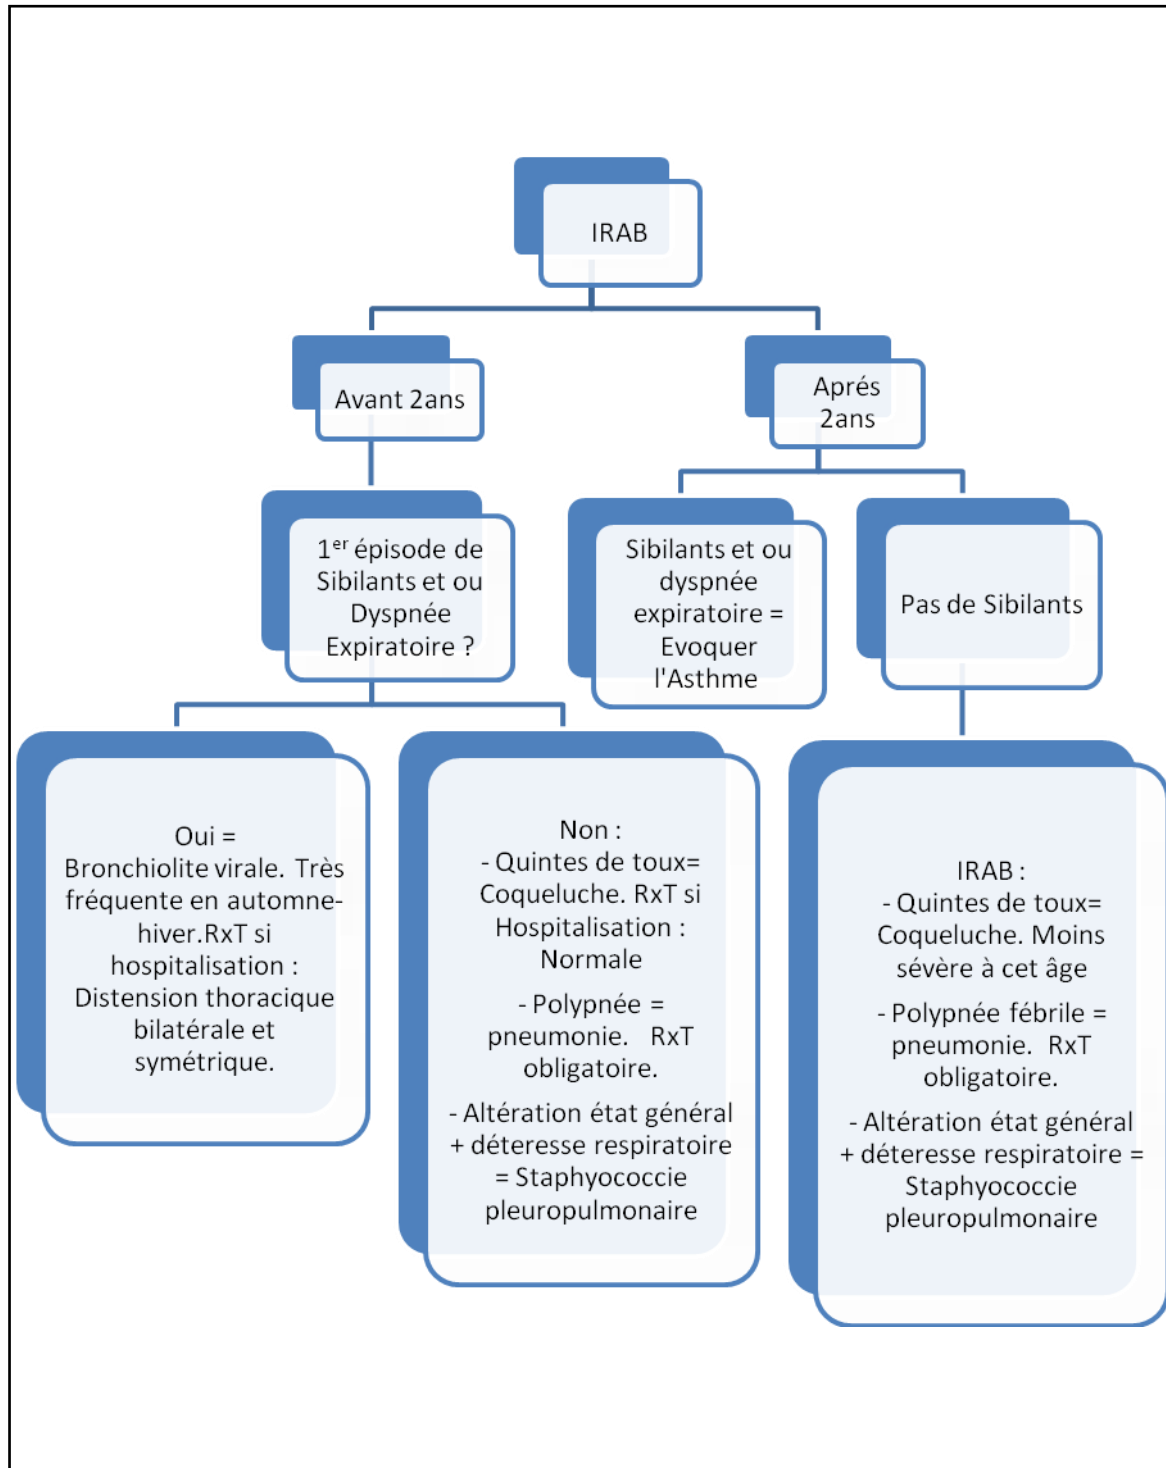 IRAB
Avant 2ans
Aprés
2ans
1er épisode de
Sibilants et ou
Dyspnée
Expiratoire ?
Sibilants et ou
dyspnée
expiratoire =
Evoquer
l'Asthme
Pas de Sibilants
Oui =
Bronchiolite virale. Très
fréquente en automne-
hiver.RxT si
hospitalisation :
Distension thoracique
bilatérale et
symétrique.
Non :
- Quintes de toux=
Coqueluche. RxT si
Hospitalisation :
Normale
- Polypnée =
pneumonie. RxT
obligatoire.
- Altération état général
+ déteresse respiratoire
= Staphyococcie
pleuropulmonaire
IRAB :
- Quintes de toux=
Coqueluche. Moins
sévère à cet âge
- Polypnée fébrile =
pneumonie. RxT
obligatoire.
- Altération état général
+ déteresse respiratoire =
Staphyococcie
pleuropulmonaire